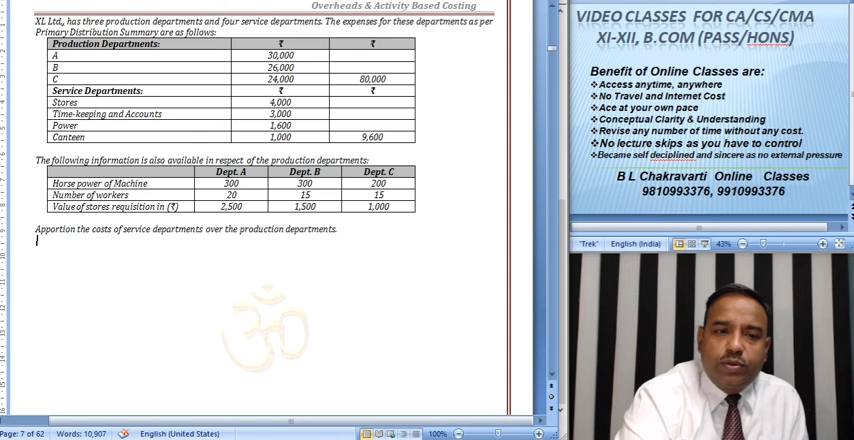 Overheads & Activity Based Costing
XL Ltd., has three production departments and four service departments. The expenses for these departments as per
Primary Distribution Summary are as follows:
Production Departments: ₹ ₹
A 30,000
B 26,000
C 24,000 80,000
Service Departments: ₹ ₹
Stores 4,000
Time-keeping and Accounts 3,000
Power 1,600
Canteen 1,000 9,600
The following information is also available in respect of the production departments:
Dept. A Dept. B Dept. C
Horse power of Machine 300 300 200
Number of workers 20 15 15
Value of stores requisition in (₹) 2,500 1,500 1,000
Apportion the costs of service departments over the production departments.
ॐ
Page: 7 of 62 Words: 10,907 English (United States) 100%
VIDEO CLASSES FOR CA/CS/CMA
XI-XII, B.COM (PASS/HONS)
Benefit of Online Classes are:
❖Access anytime, anywhere
❖No Travel and Internet Cost
❖Ace at your own pace
❖Conceptual Clarity & Understanding
❖Revise any number of time without any cost.
❖No lecture skips as you have to control
❖Became self deciplined and sincere as no external pressure
B L Chakravarti Online Classes
9810993376, 9910993376
"Trek" English (India) 43%